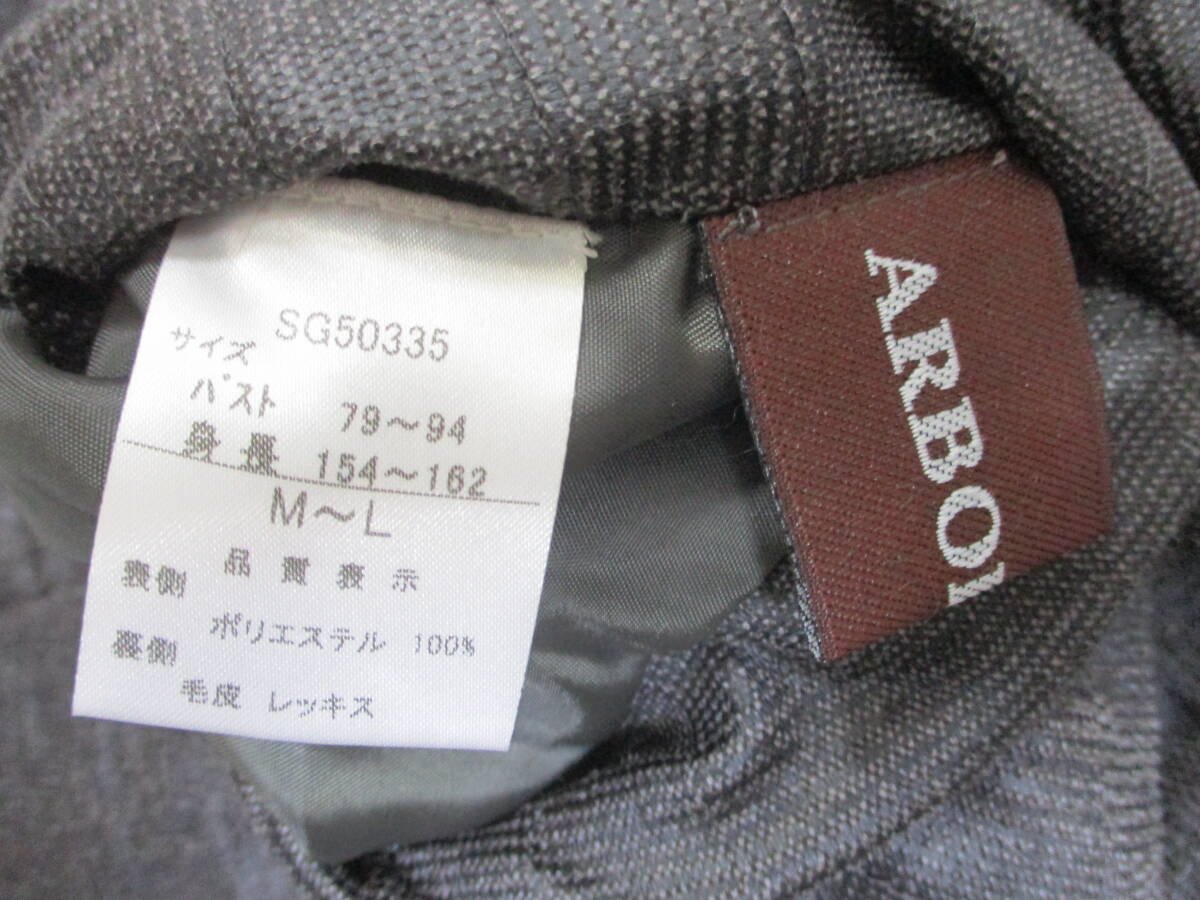 SG50335
サイズ
バスト 79～94
身長 154～162
M～L
品質表示
表側
ポリエステル 100%
裏側
毛皮 レッキス
ARBO